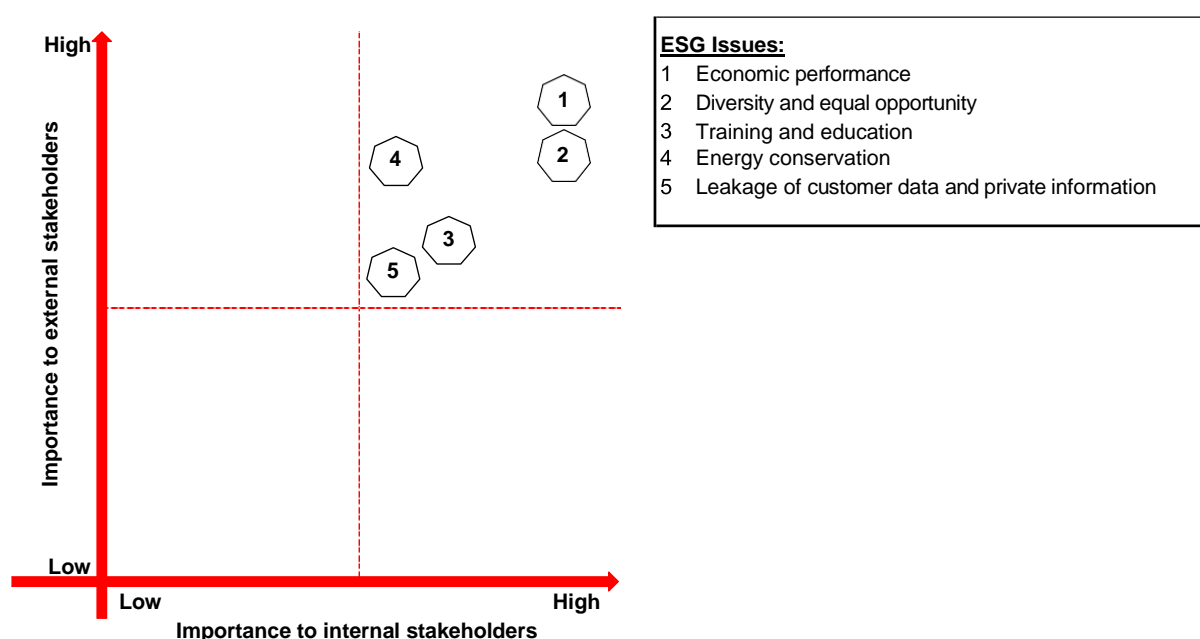 High
Importance to external stakeholders
1
2
4
3
5
Low
Low
High
Importance to internal stakeholders
ESG Issues:
1 Economic performance
2 Diversity and equal opportunity
3 Training and education
4 Energy conservation
5 Leakage of customer data and private information